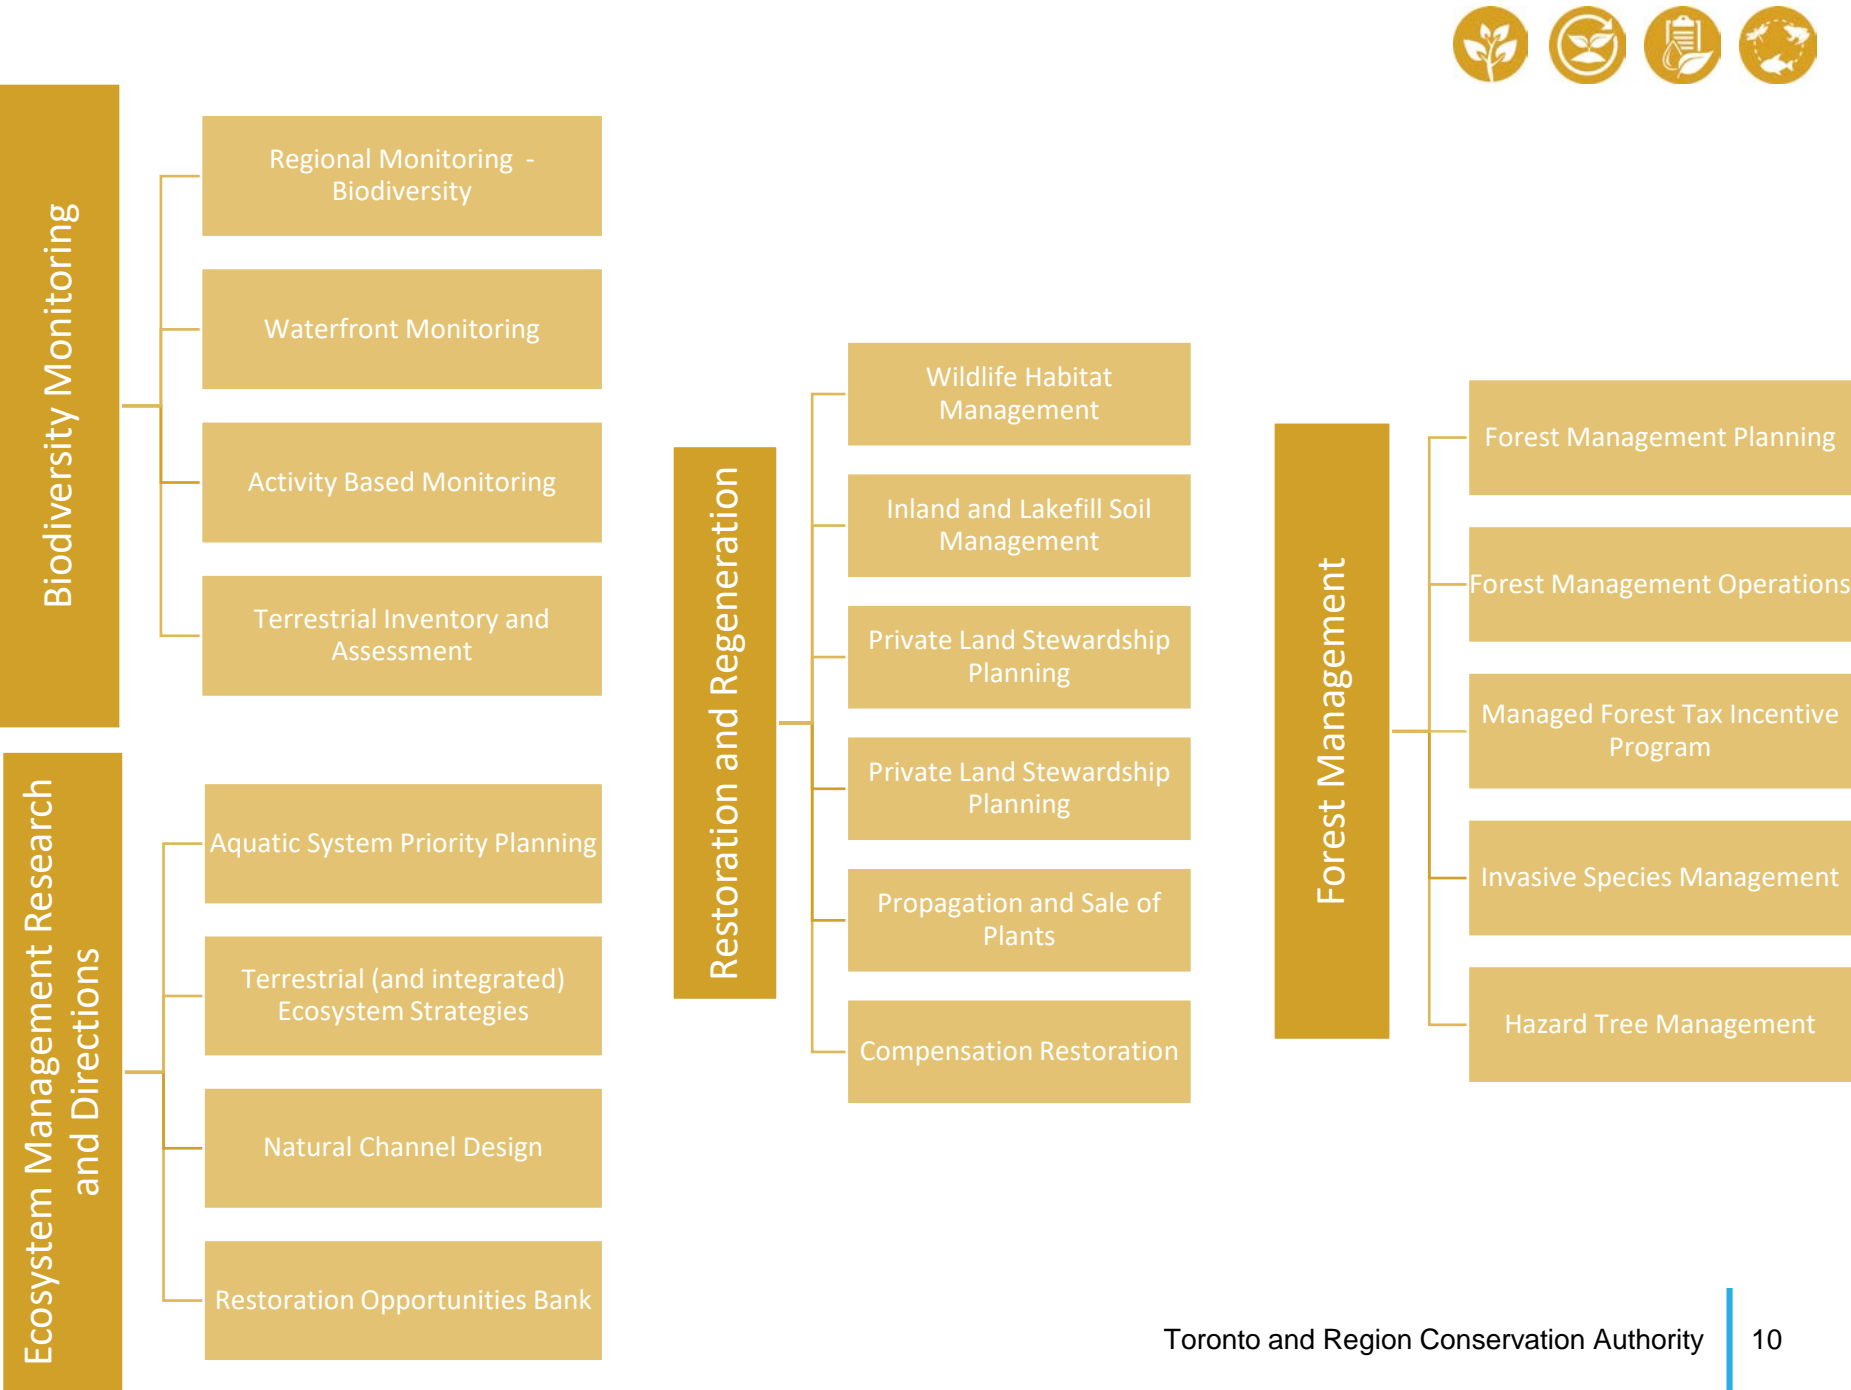 Biodiversity Monitoring
Regional Monitoring -
Biodiversity
Waterfront Monitoring
Activity Based Monitoring
Terrestrial Inventory and
Assessment
Ecosystem Management Research
and Directions
Aquatic System Priority Planning
Terrestrial (and integrated)
Ecosystem Strategies
Natural Channel Design
Restoration Opportunities Bank
Restoration and Regeneration
Wildlife Habitat
Management
Inland and Lakefill Soil
Management
Private Land Stewardship
Planning
Private Land Stewardship
Planning
Propagation and Sale of
Plants
Compensation Restoration
Forest Management
Forest Management Planning
Forest Management Operations
Managed Forest Tax Incentive
Program
Invasive Species Management
Hazard Tree Management
Toronto and Region Conservation Authority
10